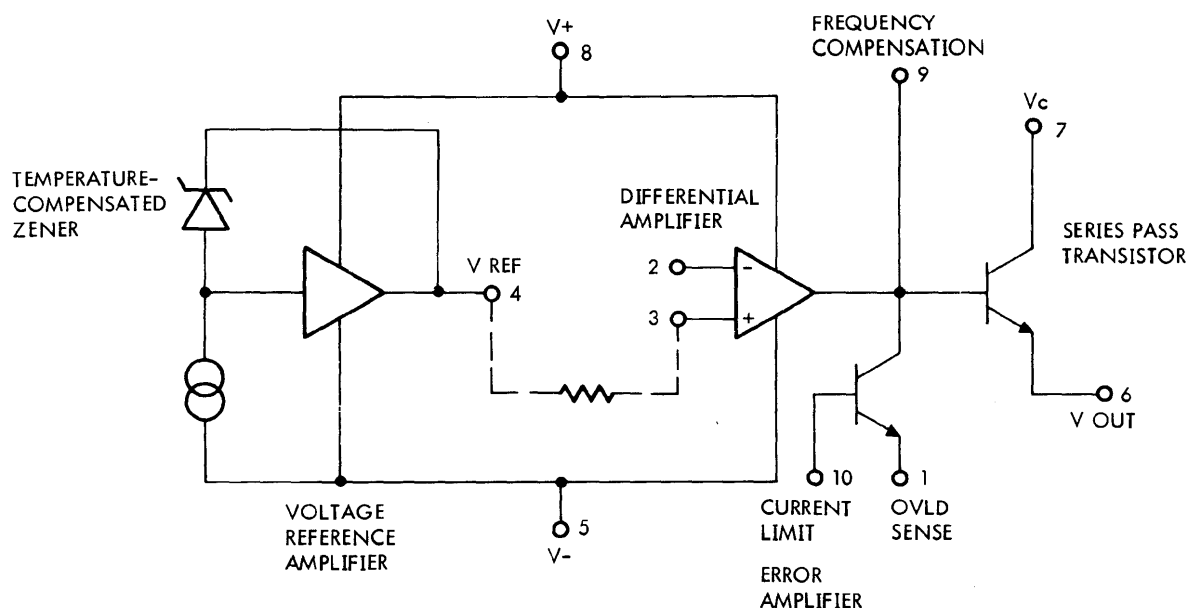 V+
8
FREQUENCY
COMPENSATION
9
Vc
7
TEMPERATURE-
COMPENSATED
ZENER
DIFFERENTIAL
AMPLIFIER
SERIES PASS
TRANSISTOR
V REF
4
2
-
3
+
6
V OUT
10
1
CURRENT
LIMIT
OVLD
SENSE
VOLTAGE
REFERENCE
AMPLIFIER
5
V-
ERROR
AMPLIFIER